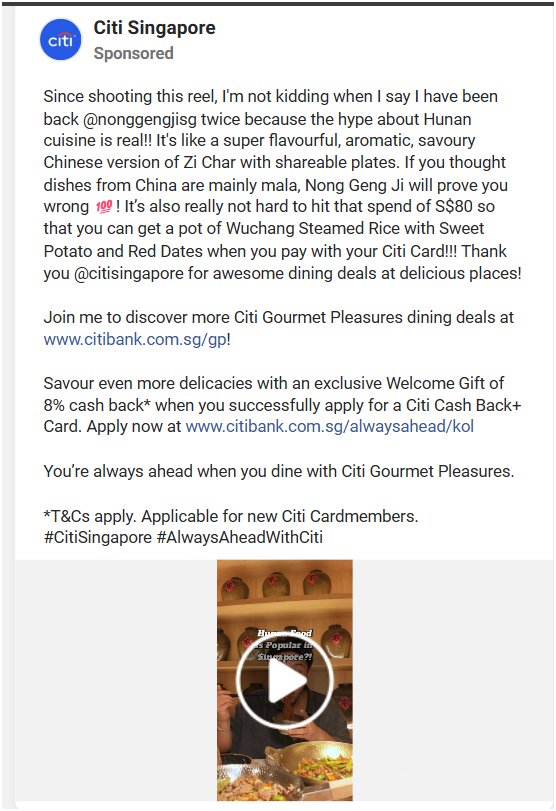 citi
Citi Singapore
Sponsored
Since shooting this reel, I'm not kidding when I say I have been
back @nonggengjisg twice because the hype about Hunan
cuisine is real!! It's like a super flavourful, aromatic, savoury
Chinese version of Zi Char with shareable plates. If you thought
dishes from China are mainly mala, Nong Geng Ji will prove you
wrong 💯! It’s also really not hard to hit that spend of S$80 so
that you can get a pot of Wuchang Steamed Rice with Sweet
Potato and Red Dates when you pay with your Citi Card!!! Thank
you @citisingapore for awesome dining deals at delicious places!
Join me to discover more Citi Gourmet Pleasures dining deals at
www.citibank.com.sg/gp!
Savour even more delicacies with an exclusive Welcome Gift of
8% cash back* when you successfully apply for a Citi Cash Back+
Card. Apply now at www.citibank.com.sg/alwaysahead/kol
You’re always ahead when you dine with Citi Gourmet Pleasures.
*T&Cs apply. Applicable for new Citi Cardmembers.
#CitiSingapore #AlwaysAheadWithCiti
Hunan Food
is Popular in
Singapore?!